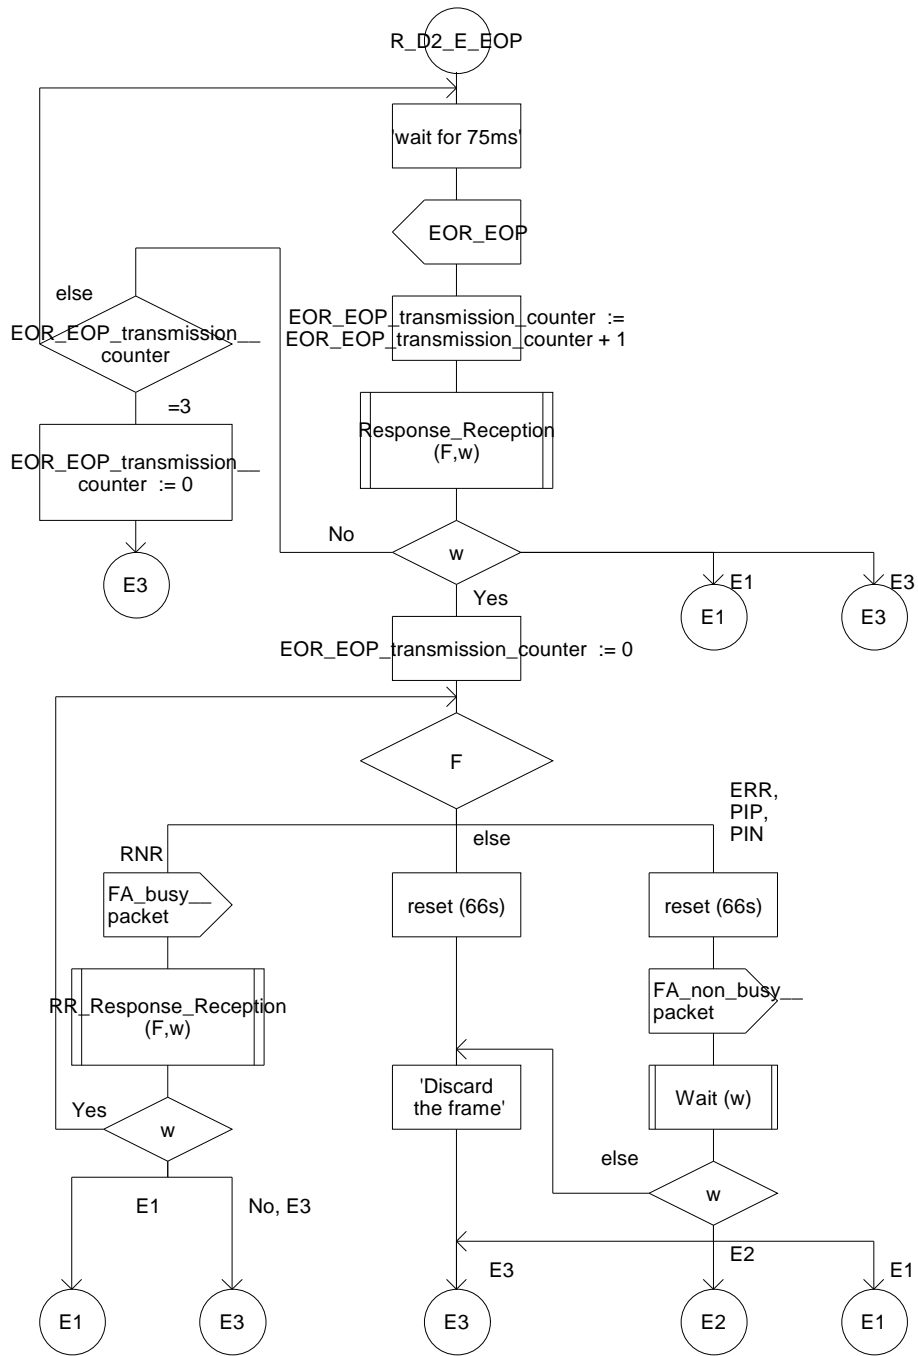 R_D2_E_EOP
'wait for 75ms'
EOR_EOP
else
EOR_EOP_transmission__
counter
EOR_EOP_transmission_counter :=
EOR_EOP_transmission_counter + 1
=3
EOR_EOP_transmission__
counter := 0
Response_Reception
(F,w)
No
w
E3
Yes
E1
E1
E3
E3
EOR_EOP_transmission_counter := 0
F
ERR,
PIP,
PIN
else
RNR
FA_busy__
packet
reset (66s)
reset (66s)
RR_Response_Reception
(F,w)
FA_non_busy__
packet
'Discard
the frame'
Wait (w)
Yes
w
else
w
E1
No, E3
E3
E2
E1
E1
E3
E3
E2
E1